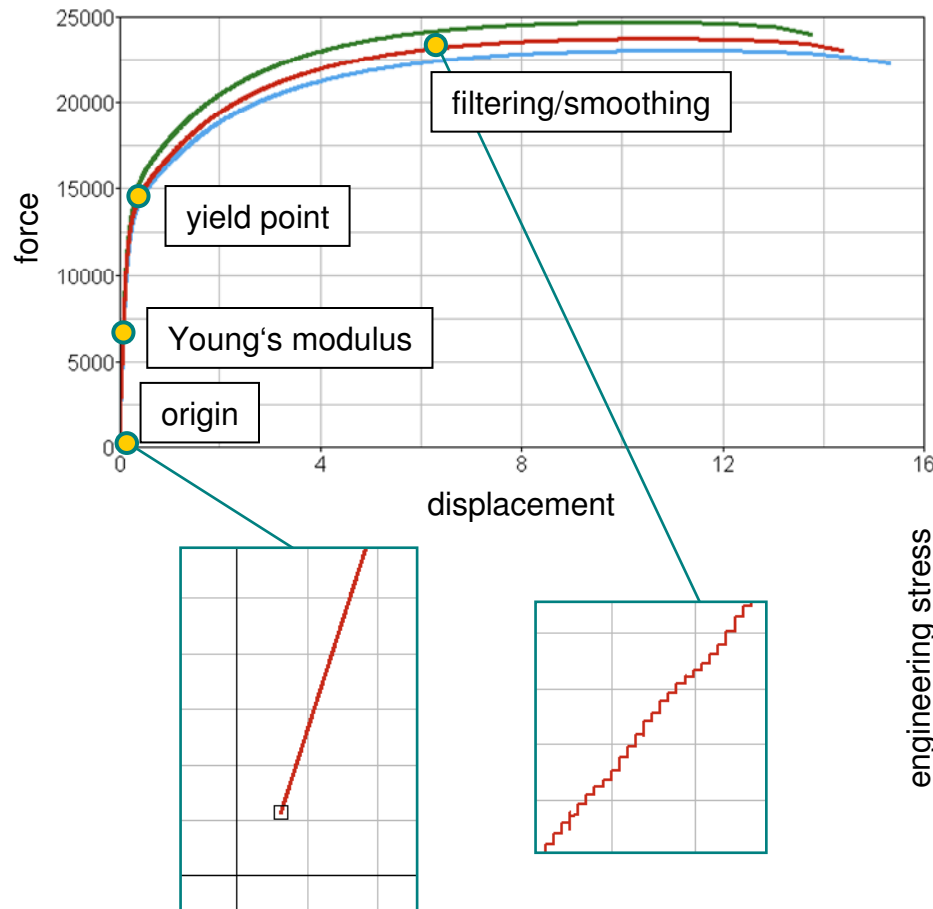 25000
20000
15000
10000
5000
0
force
filtering/smoothing
yield point
Young‘s modulus
origin
0 4 8 12 16
displacement
engineering stress